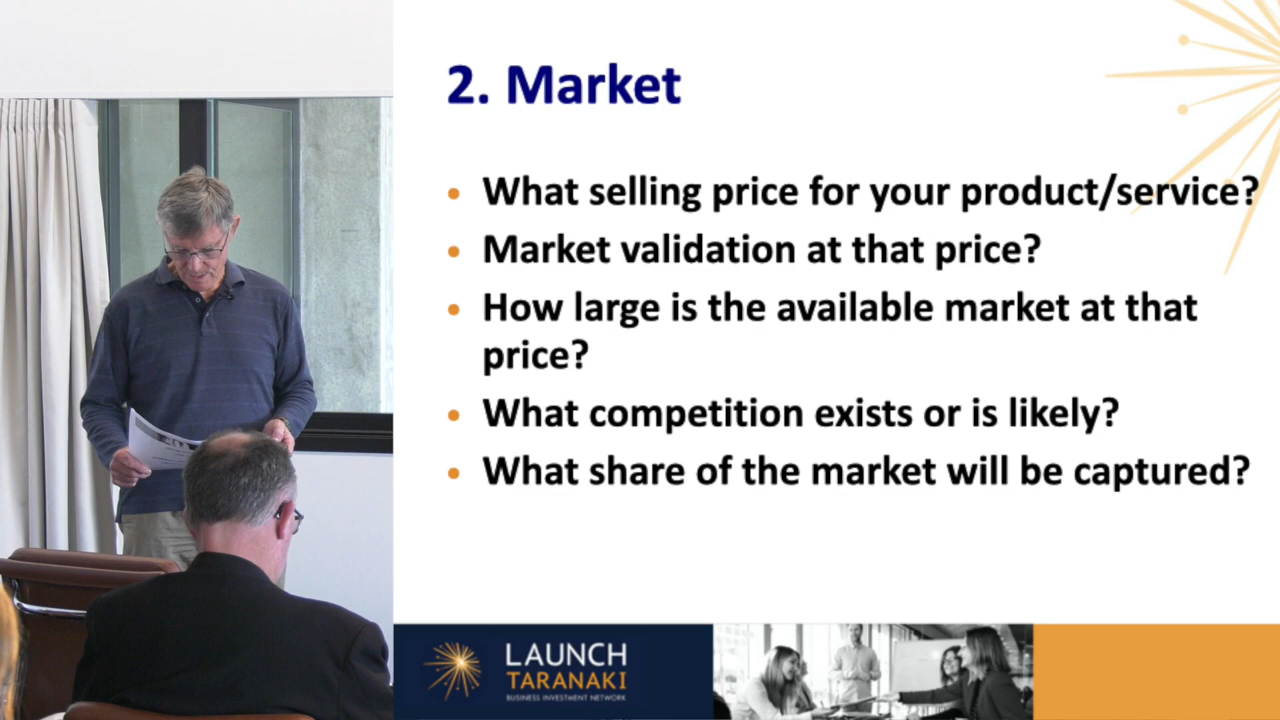 2. Market
• What selling price for your product/service?
• Market validation at that price?
• How large is the available market at that
price?
• What competition exists or is likely?
• What share of the market will be captured?
LAUNCH
TARANAKI
BUSINESS INVESTMENT NETWORK